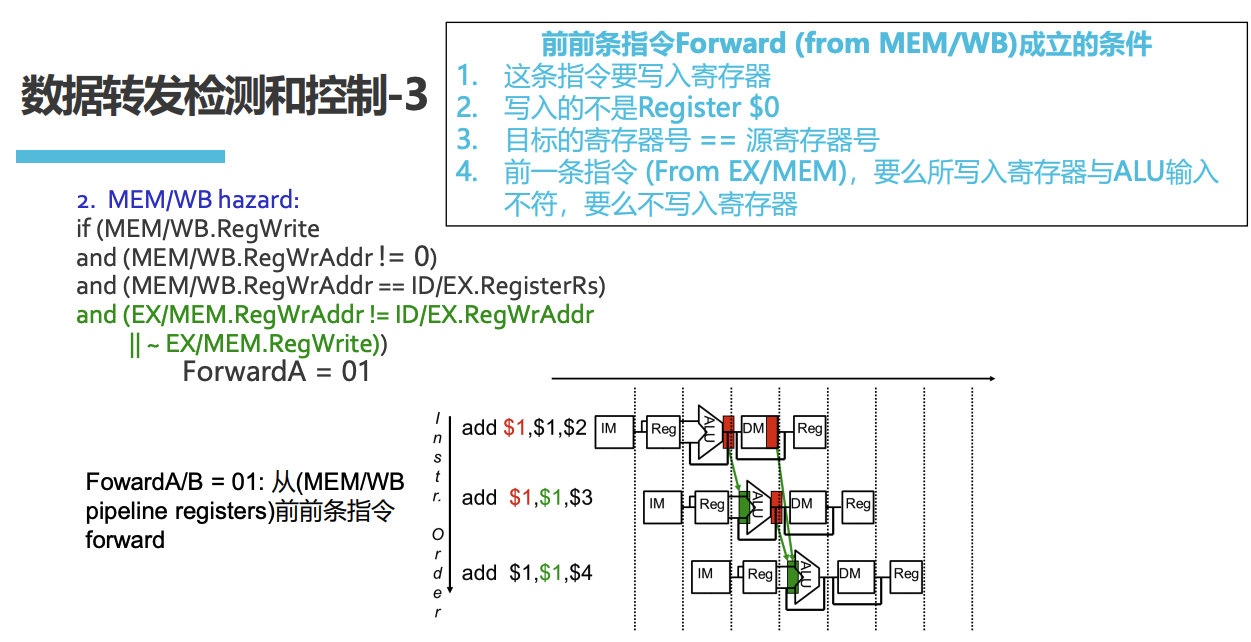 数据转发检测和控制-3
前前条指令Forward (from MEM/WB)成立的条件
1. 这条指令要写入寄存器
2. 写入的不是Register $0
3. 目标的寄存器号 == 源寄存器号
4. 前一条指令 (From EX/MEM)，要么所写入寄存器与ALU输入
不符，要么不写入寄存器
2. MEM/WB hazard:
if (MEM/WB.RegWrite
and (MEM/WB.RegWrAddr != 0)
and (MEM/WB.RegWrAddr == ID/EX.RegisterRs)
and (EX/MEM.RegWrAddr != ID/EX.RegWrAddr
|| ~ EX/MEM.RegWrite))
ForwardA = 01
FowardA/B = 01: 从(MEM/WB
pipeline registers)前前条指令
forward
Instr. Order
add $1,$1,$2
IM
Reg
ALU
DM
Reg
add $1,$1,$3
IM
Reg
ALU
DM
Reg
add $1,$1,$4
IM
Reg
ALU
DM
Reg